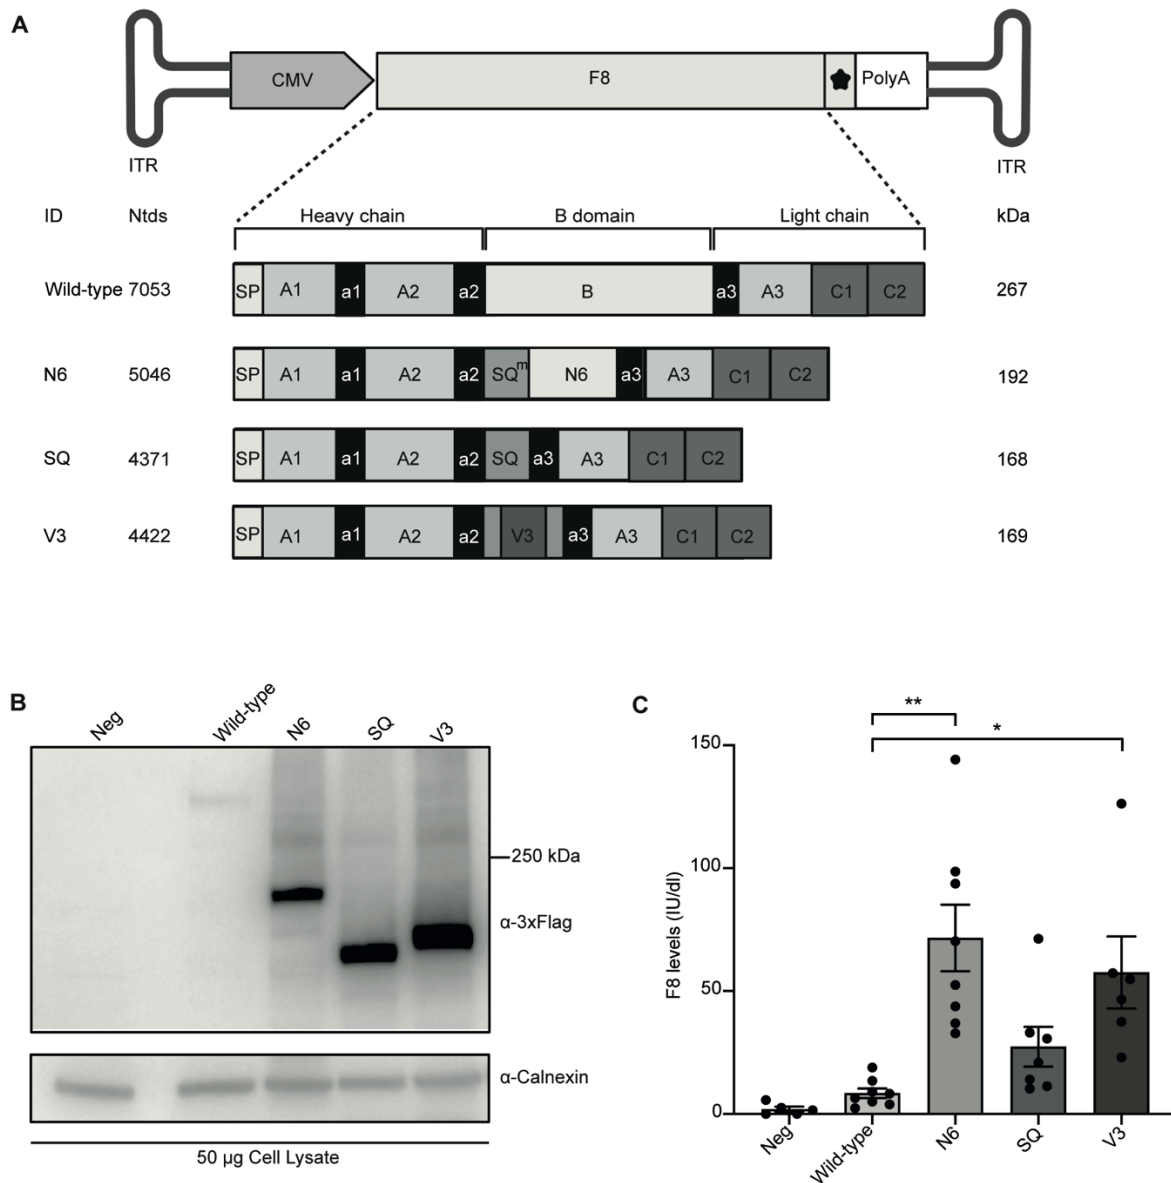 A
CMV
F8
PolyA
ITR
ITR
ID Ntds Heavy chain B domain Light chain kDa
Wild-type 7053 SP A1 a1 A2 a2 B a3 A3 C1 C2 267
N6 5046 SP A1 a1 A2 a2 SQm N6 a3 A3 C1 C2 192
SQ 4371 SP A1 a1 A2 a2 SQ a3 A3 C1 C2 168
V3 4422 SP A1 a1 A2 a2 V3 a3 A3 C1 C2 169
B
Neg Wild-type N6 SQ V3
250 kDa
α-3xFlag
α-Calnexin
50 µg Cell Lysate
C
**
*
150
100
50
0
F8 levels (IU/dl)
Neg Wild-type N6 SQ V3